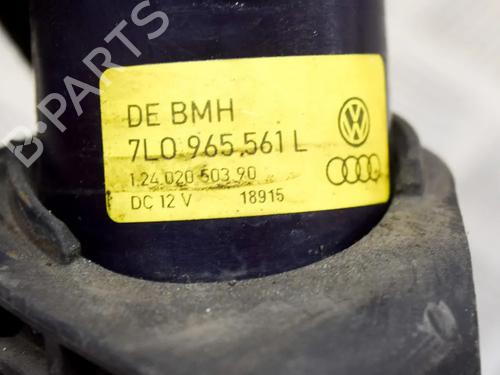 B-PARTS
DE BMH
7L0 965 561 L
1.24 020 503 90
DC 12 V 18915